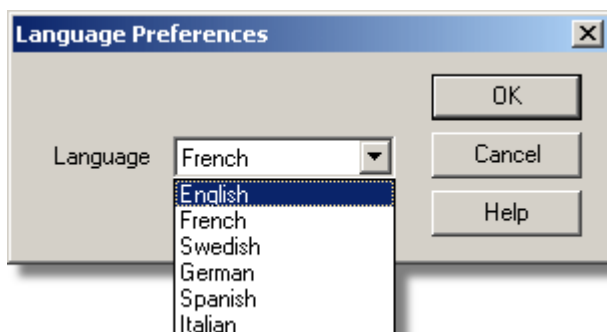 Language Preferences
OK
Language French
Cancel
English
Help
French
Swedish
German
Spanish
Italian